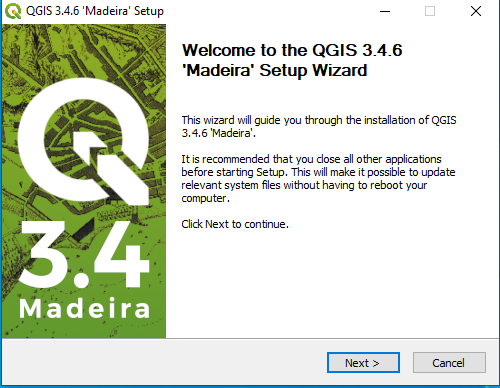 QGIS 3.4.6 'Madeira' Setup
Welcome to the QGIS 3.4.6
'Madeira' Setup Wizard
This wizard will guide you through the installation of QGIS
3.4.6 'Madeira'.
It is recommended that you close all other applications
before starting Setup. This will make it possible to update
relevant system files without having to reboot your
computer.
Click Next to continue.
3.4
Madeira
Next >
Cancel